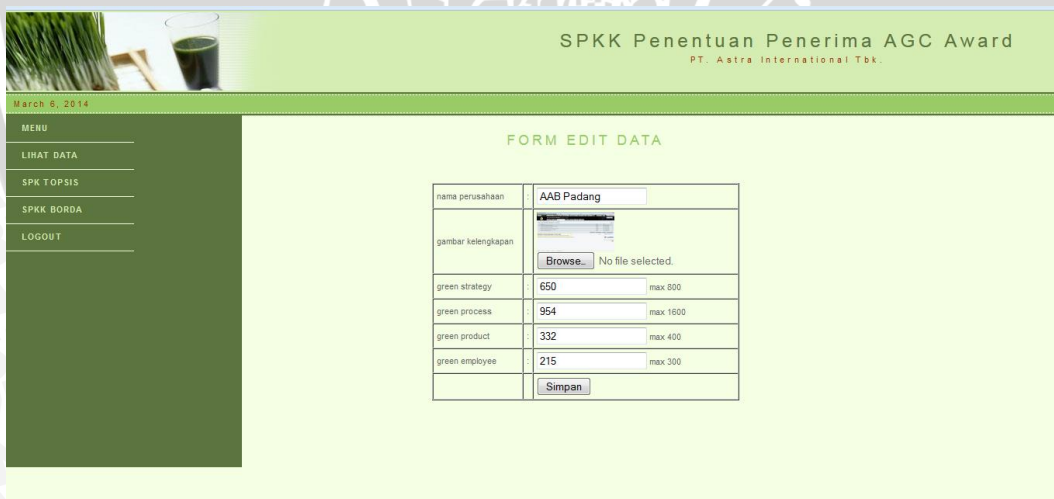 SPKK Penentuan Penerima AGC Award
PT. Astra International Tbk.
March 6, 2014
MENU
LIHAT DATA
SPK TOPSIS
SPKK BORDA
LOGOUT
FORM EDIT DATA
nama perusahaan : AAB Padang
gambar kelengkapan
Browse... No file selected.
green strategy : 650 max 800
green process : 954 max 1600
green product : 332 max 400
green employee : 215 max 300
Simpan